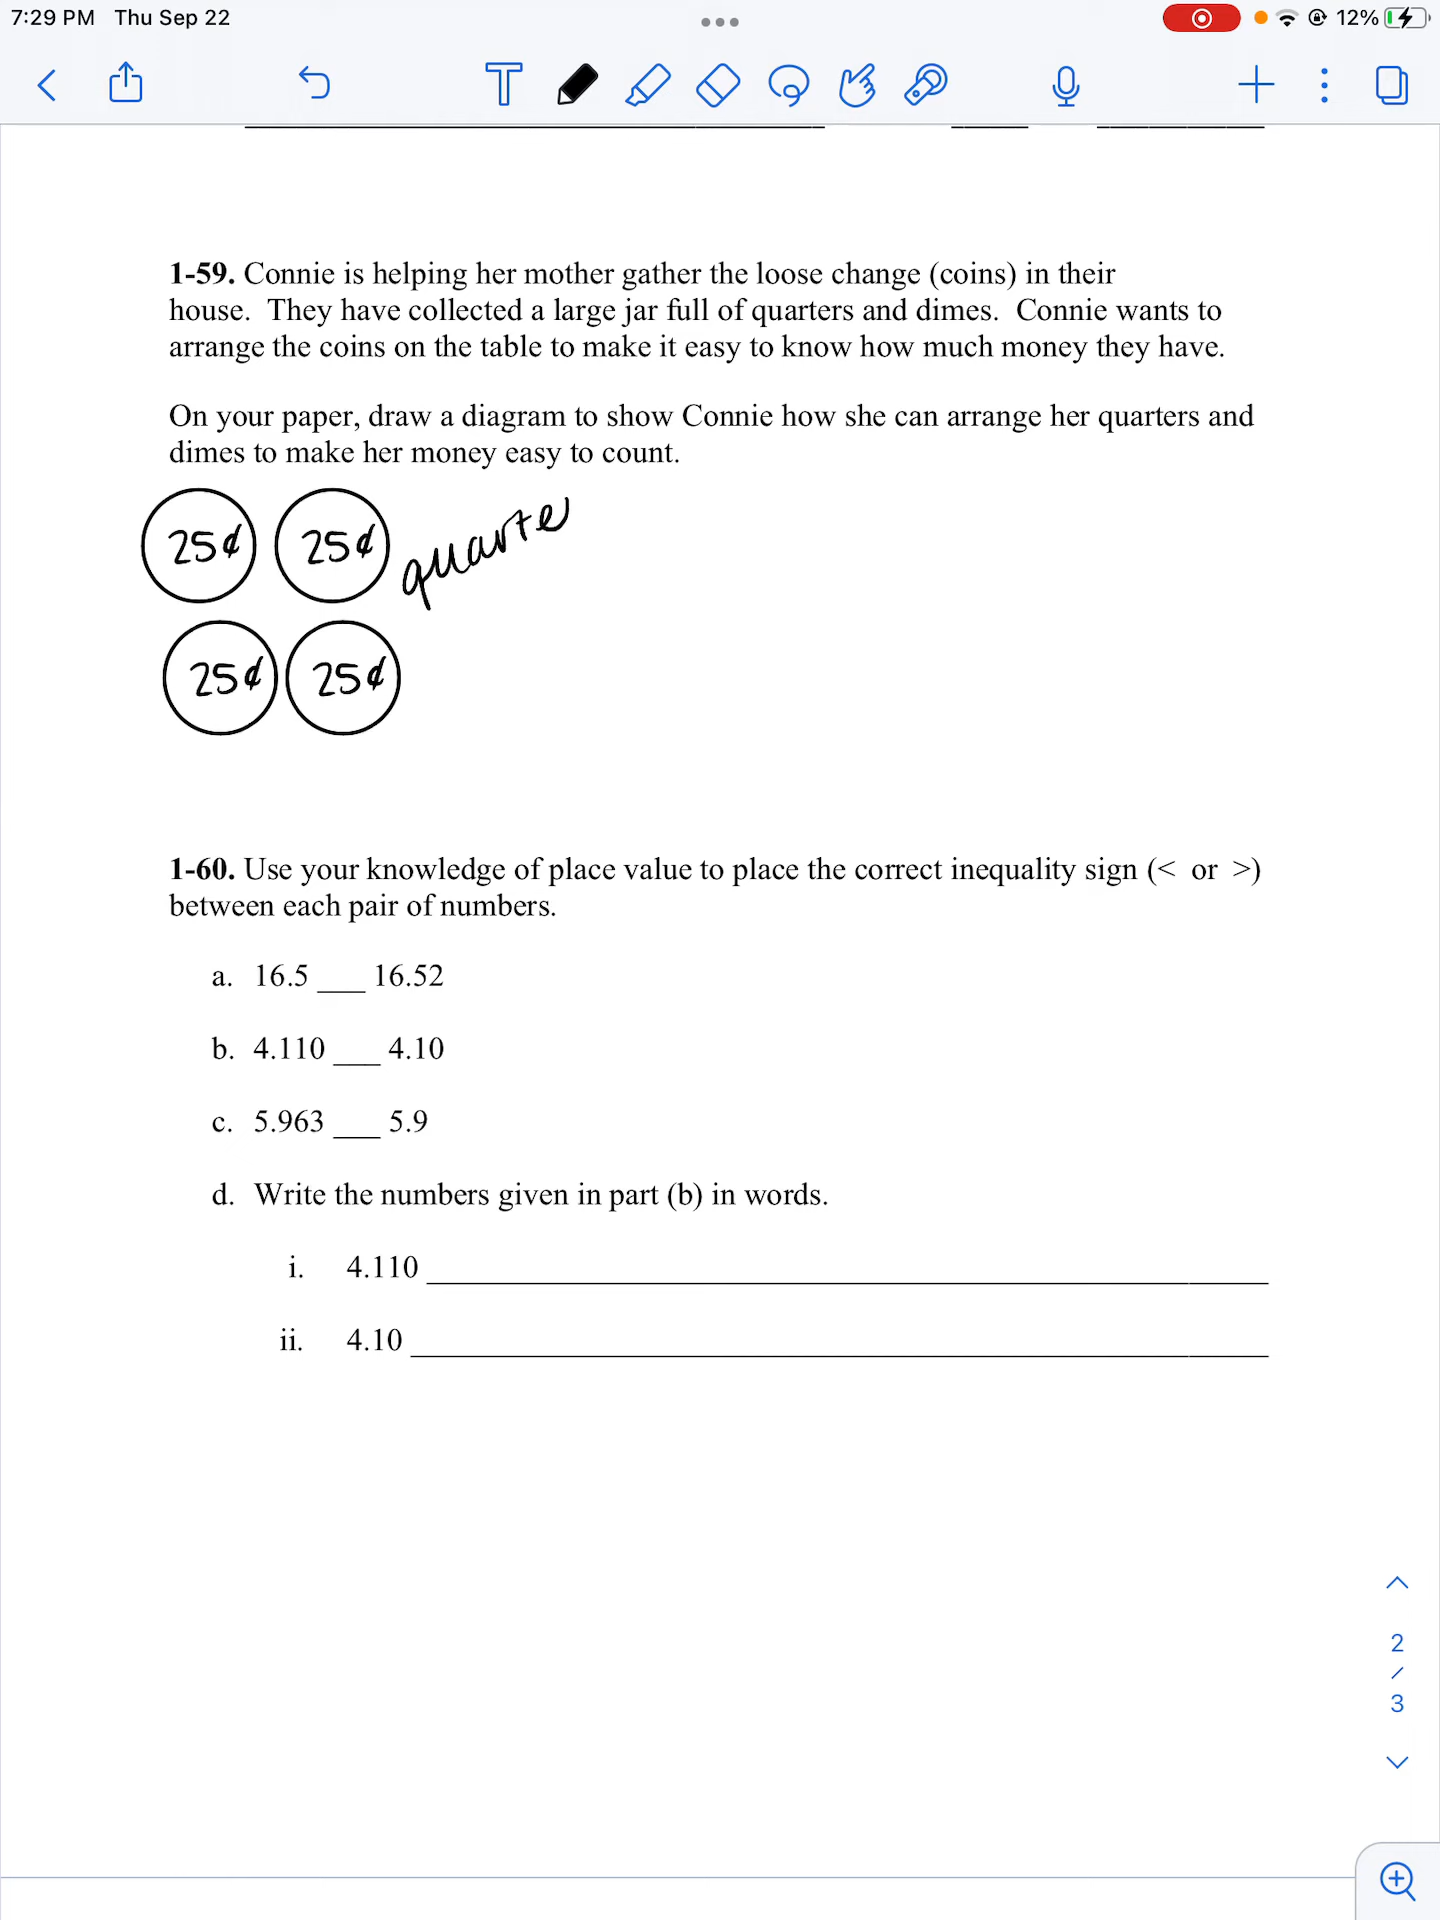 7:29 PM Thu Sep 22 12%
1-59. Connie is helping her mother gather the loose change (coins) in their
house. They have collected a large jar full of quarters and dimes. Connie wants to
arrange the coins on the table to make it easy to know how much money they have.
On your paper, draw a diagram to show Connie how she can arrange her quarters and
dimes to make her money easy to count.
25¢ 25¢ quarte
25¢ 25¢
1-60. Use your knowledge of place value to place the correct inequality sign (< or >)
between each pair of numbers.
a. 16.5 ___ 16.52
b. 4.110 ___ 4.10
c. 5.963 ___ 5.9
d. Write the numbers given in part (b) in words.
i. 4.110 ___
ii. 4.10 ___
2
/
3